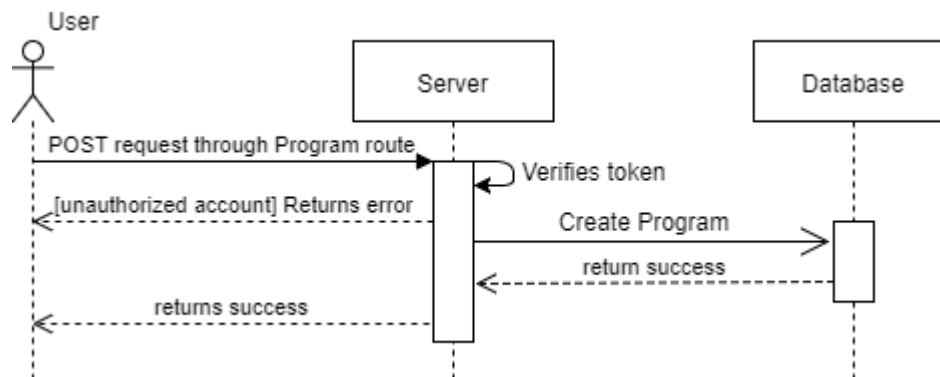 User
Server
Database
POST request through Program route
Verifies token
[unauthorized account] Returns error
Create Program
return success
returns success